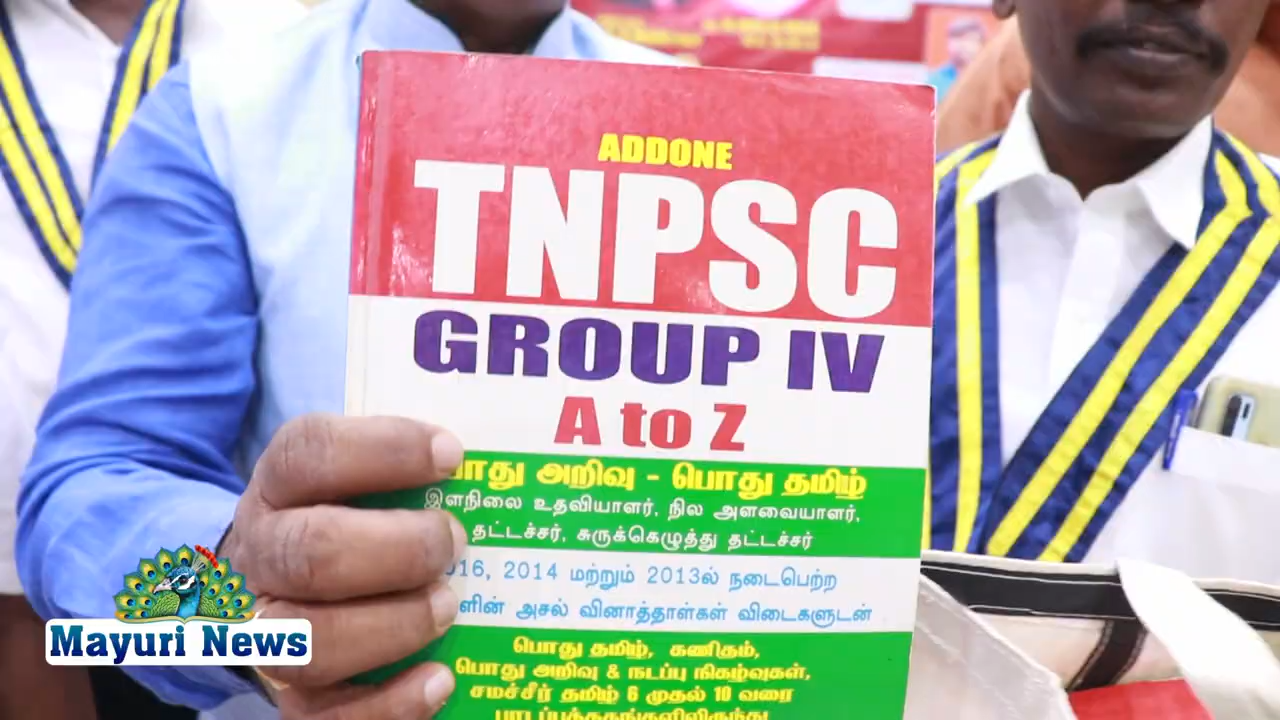 ADDONE
TNPSC
GROUP IV
A to Z
அறிவு - பொது தமிழ்
இளநிலை உதவியாளர், நில அளவையாளர்,
தட்டச்சர், சுருக்கெழுத்து தட்டச்சர்
2014 மற்றும் 2013ல் நடைபெற்ற
அசல் வினாத்தாள்கள் விடைகளுடன்
பொது தமிழ், கணிதம்,
பொது அறிவு & நடப்பு நிகழ்வுகள்,
சமச்சீர் தமிழ் 6 முதல் 10 வரை
Mayuri News